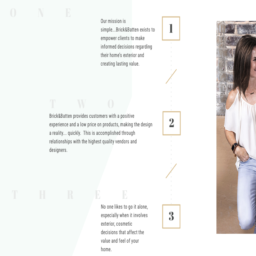 ONE
Our mission is
simple...Brick&Batten exists to
empower clients to make
informed decisions regarding
their home's exterior and
creating lasting value.
1
TWO
Brick&Batten provides customers with a positive
experience and a low price on products, making the design
a reality... quickly. This is accomplished through
relationships with the highest quality vendors and
designers.
2
THREE
No one likes to go it alone,
especially when it involves
exterior, cosmetic
decisions that affect the
value and feel of your
home.
3